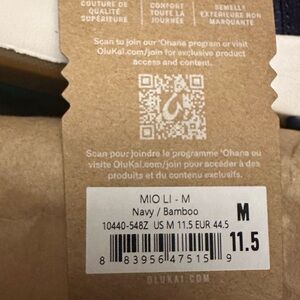 COUTURE DE
QUALITÉ
SUPÉRIEURE
CONFORT
TOUTE LA
JOURNÉE
SEMELLE
EXTÉRIEURE NON
MARQUANTE
Scan to join our 'Ohana program or visit
OluKai.com/join for exclusive product
access and content.
Scan pour joindre le programme 'Ohana ou
visite OluKai.com/join pour accéder à des
produits et du contenu exclusifs.
MIO LI - M
Navy / Bamboo
10440-548Z US M 11.5 EUR 44.5
M
11.5
8 83956 47515 9
OLUKAI.COM